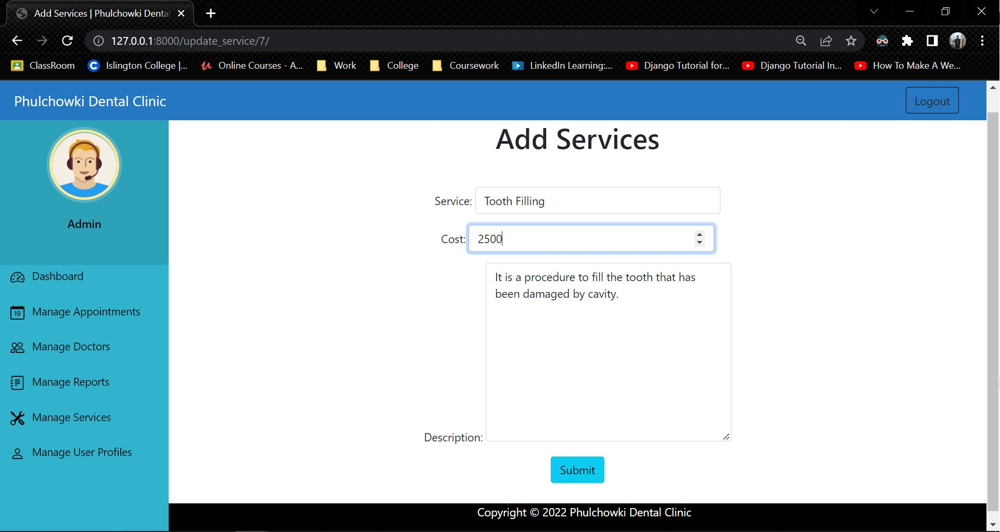 Add Services | Phulchowki Denta
127.0.0.1:8000/update_service/7/
ClassRoom
Islington College |...
Online Courses - A...
Work
College
Coursework
LinkedIn Learning:...
Django Tutorial for...
Django Tutorial In...
How To Make A We...
Phulchowki Dental Clinic
Logout
Admin
Dashboard
19
Manage Appointments
Manage Doctors
Manage Reports
Manage Services
Manage User Profiles
Add Services
Service: Tooth Filling
Cost: 2500
Description: It is a procedure to fill the tooth that has
been damaged by cavity.
Submit
Copyright © 2022 Phulchowki Dental Clinic